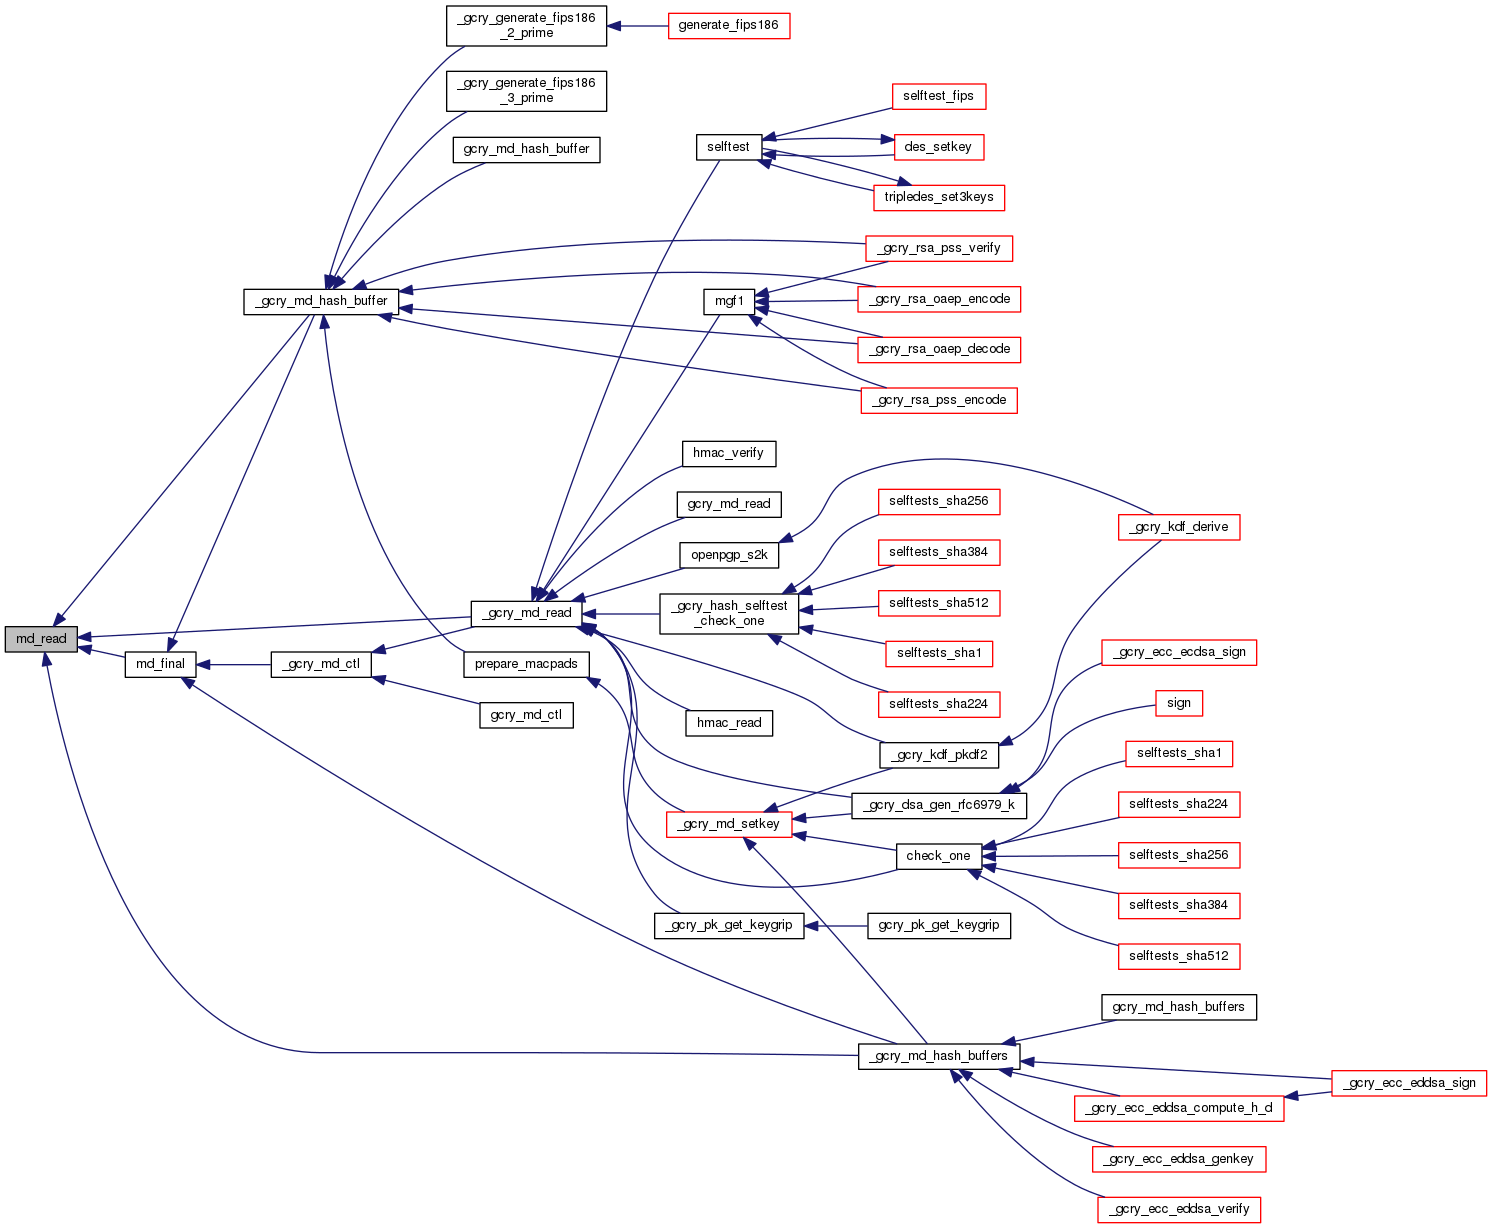 _gcry_generate_fips186
_2_prime
generate_fips186
_gcry_generate_fips186
_3_prime
gcry_md_hash_buffer
selftest_fips
selftest
des_setkey
tripledes_set3keys
_gcry_rsa_pss_verify
_gcry_md_hash_buffer
mgf1
_gcry_rsa_oaep_encode
_gcry_rsa_oaep_decode
_gcry_rsa_pss_encode
hmac_verify
gcry_md_read
selftests_sha256
_gcry_kdf_derive
openpgp_s2k
selftests_sha384
_gcry_md_read
_gcry_hash_selftest
_check_one
selftests_sha512
md_read
md_final
_gcry_md_ctl
prepare_macpads
selftests_sha1
_gcry_ecc_ecdsa_sign
gcry_md_ctl
hmac_read
selftests_sha224
sign
_gcry_kdf_pkdf2
selftests_sha1
_gcry_dsa_gen_rfc6979_k
selftests_sha224
_gcry_md_setkey
check_one
selftests_sha256
selftests_sha384
_gcry_pk_get_keygrip
gcry_pk_get_keygrip
selftests_sha512
gcry_md_hash_buffers
_gcry_md_hash_buffers
_gcry_ecc_eddsa_sign
_gcry_ecc_eddsa_compute_h_d
_gcry_ecc_eddsa_genkey
_gcry_ecc_eddsa_verify